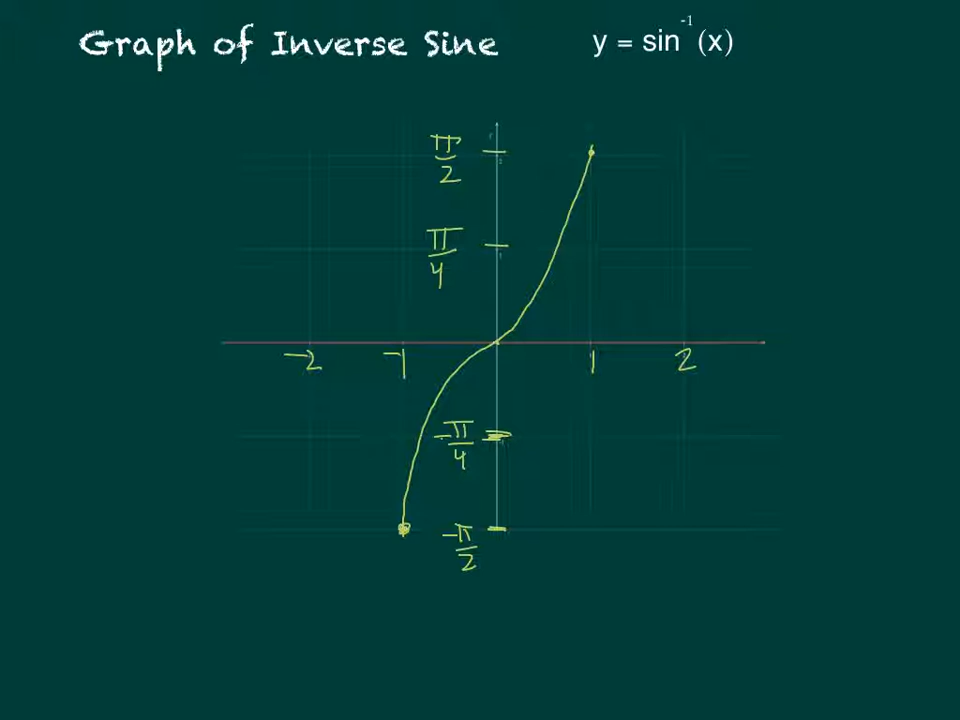 Graph of Inverse Sine
y = sin⁻¹(x)
π/2
π/4
-2 -1 1 2
-π/4
-π/2